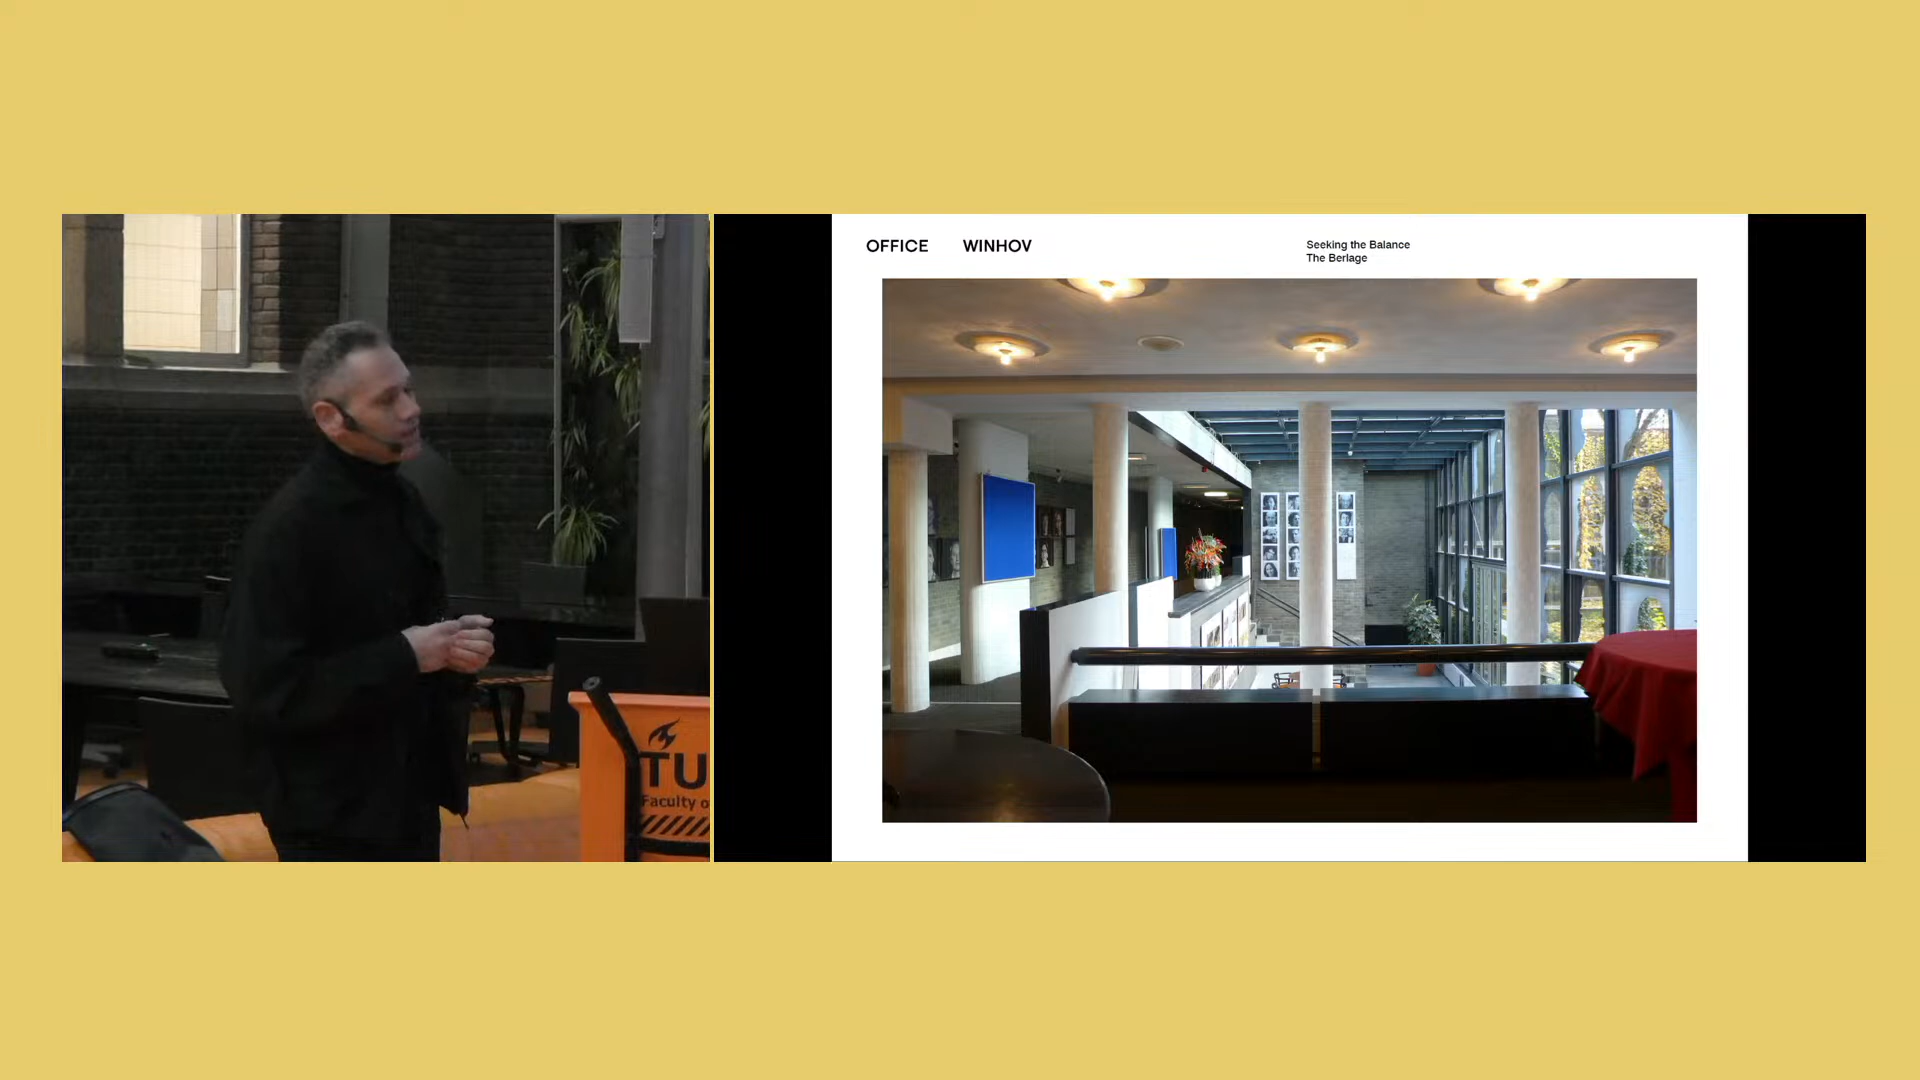 OFFICE WINHOV
Seeking the Balance
The Berlage
TU
Faculty o